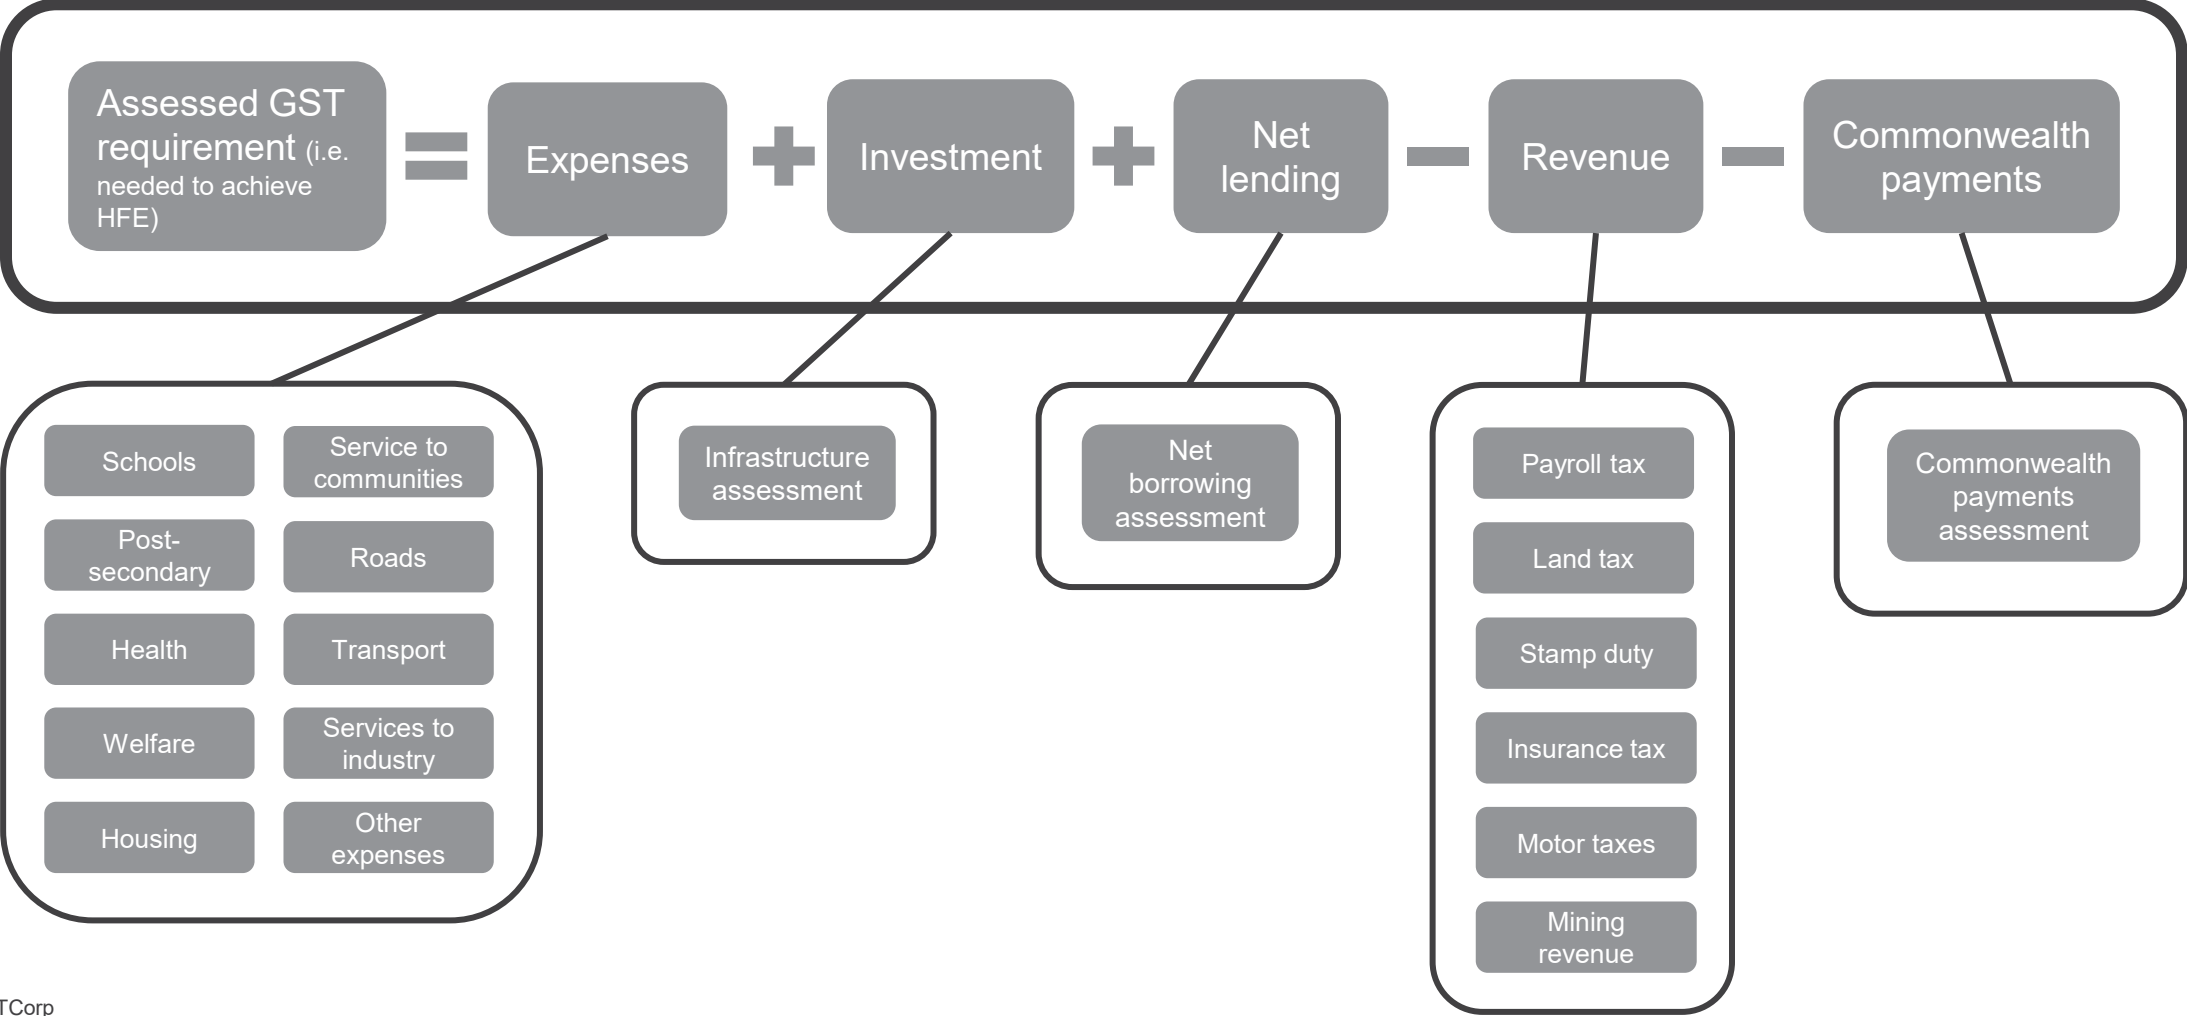 Assessed GST
requirement (i.e.
needed to achieve
HFE)
=
Expenses
+
Investment
+
Net
lending
−
Revenue
−
Commonwealth
payments
Schools
Post-
secondary
Health
Welfare
Housing
Service to
communities
Roads
Transport
Services to
industry
Other
expenses
Infrastructure
assessment
Net
borrowing
assessment
Payroll tax
Land tax
Stamp duty
Insurance tax
Motor taxes
Mining
revenue
Commonwealth
payments
assessment
TCorp